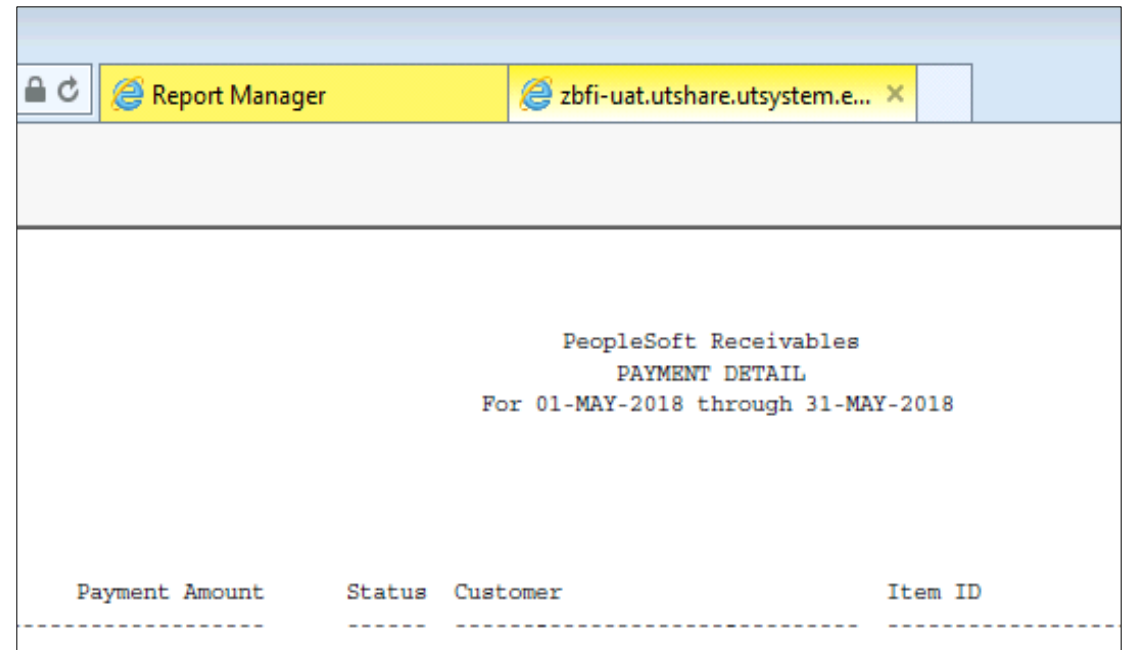 Report Manager zbfi-uat.utshare.utsystem.e...
PeopleSoft Receivables
PAYMENT DETAIL
For 01-MAY-2018 through 31-MAY-2018
Payment Amount Status Customer Item ID